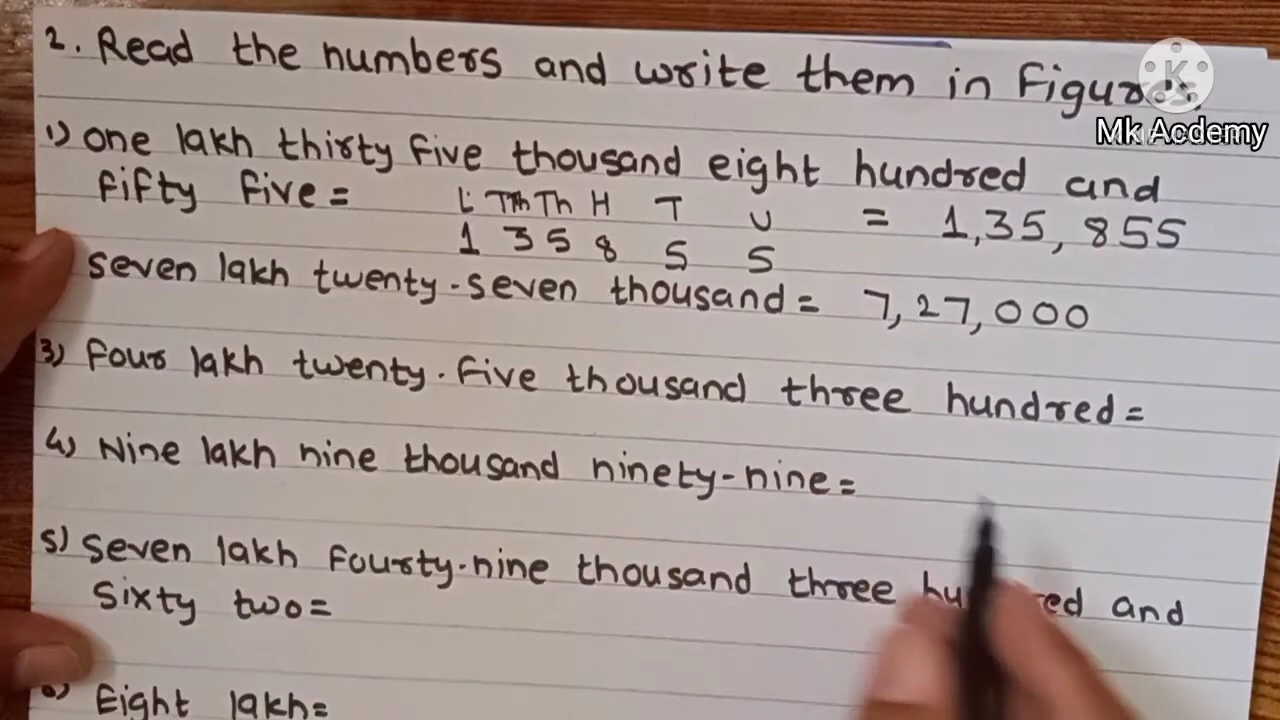 2. Read the numbers and write them in Figures.
K
Mk Acdemy
1) One lakh thirty five thousand eight hundred and
fifty five = L TTh Th H T U = 1,35,855
1 3 5 8 5 5
seven lakh twenty-seven thousand = 7,27,000
3) Four lakh twenty-five thousand three hundred =
4) Nine lakh nine thousand ninety-nine =
5) Seven lakh Fourty-nine thousand three and
Sixty two =
6) Eight lakh =